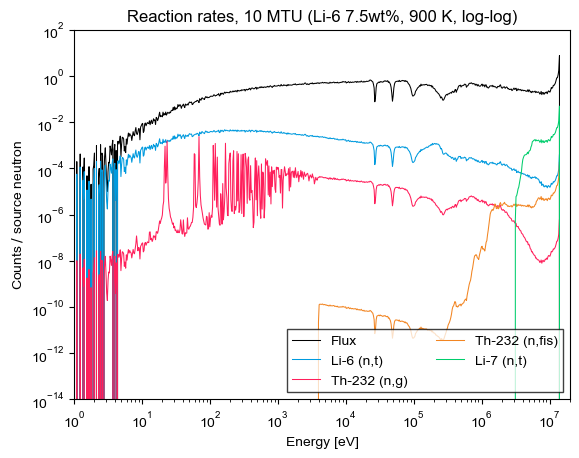 Reaction rates, 10 MTU (Li-6 7.5wt%, 900 K, log-log)
Counts / source neutron
10^2
10^0
10^-2
10^-4
10^-6
10^-8
10^-10
10^-12
10^-14
Flux
Li-6 (n,t)
Th-232 (n,g)
Th-232 (n,fis)
Li-7 (n,t)
10^0 10^1 10^2 10^3 10^4 10^5 10^6 10^7
Energy [eV]